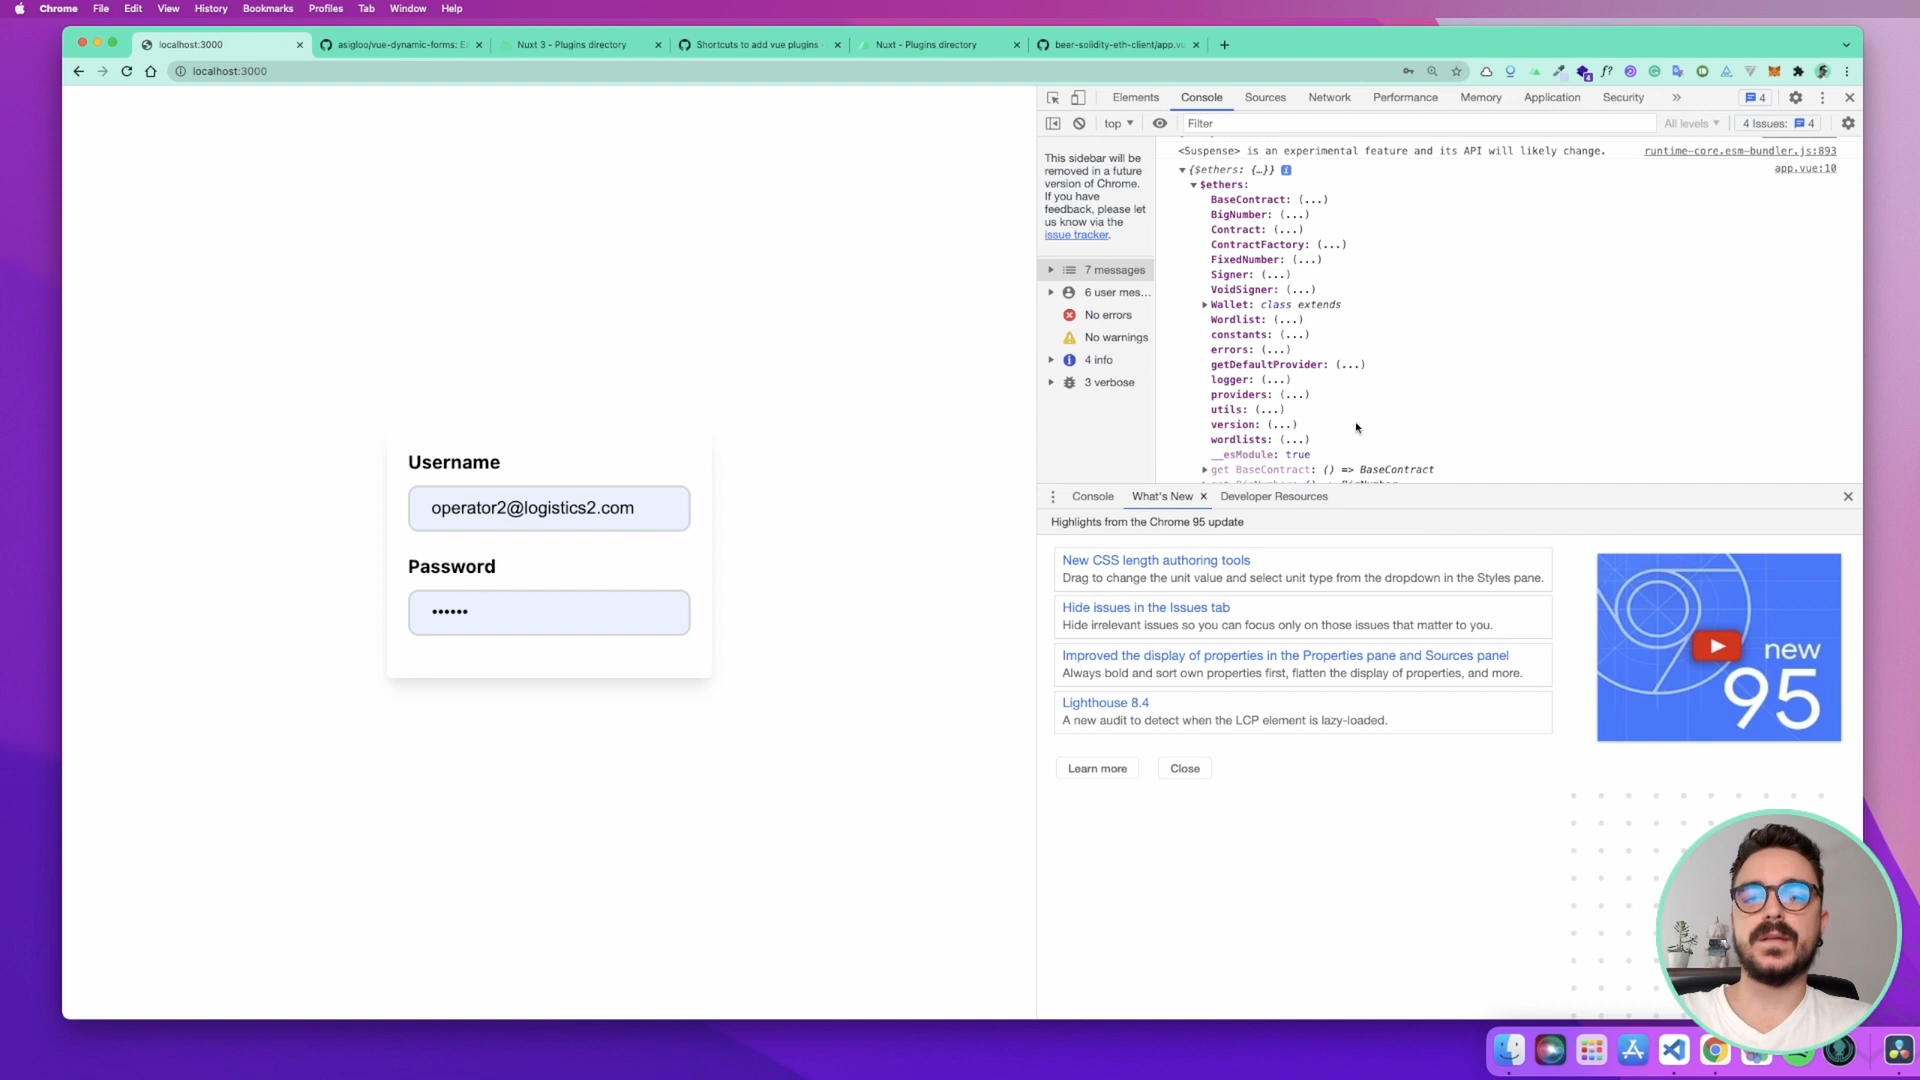 Chrome File Edit View History Bookmarks Profiles Tab Window Help
localhost:3000
asigloo/vue-dynamic-forms: E
Nuxt 3 - Plugins directory
Shortcuts to add vue plugins
Nuxt - Plugins directory
beer-solidity-eth-client/app.vu
localhost:3000
Elements Console Sources Network Performance Memory Application Security 4
top Filter All levels 4 Issues: 4
This sidebar will be
removed in a future
version of Chrome.
If you have
feedback, please let
us know via the
issue tracker.
7 messages
6 user mes...
No errors
No warnings
4 info
3 verbose
<Suspense> is an experimental feature and its API will likely change. runtime-core.esm-bundler.js:893
{$ethers: {…}} app.vue:10
$ethers:
BaseContract: (...)
BigNumber: (...)
Contract: (...)
ContractFactory: (...)
FixedNumber: (...)
Signer: (...)
VoidSigner: (...)
Wallet: class extends
Wordlist: (...)
constants: (...)
errors: (...)
getDefaultProvider: (...)
logger: (...)
providers: (...)
utils: (...)
version: (...)
wordlists: (...)
__esModule: true
get BaseContract: () => BaseContract
Username
operator2@logistics2.com
Password
••••••
Console What's New Developer Resources
Highlights from the Chrome 95 update
New CSS length authoring tools
Drag to change the unit value and select unit type from the dropdown in the Styles pane.
Hide issues in the Issues tab
Hide irrelevant issues so you can focus only on those issues that matter to you.
Improved the display of properties in the Properties pane and Sources panel
Always bold and sort own properties first, flatten the display of properties, and more.
Lighthouse 8.4
A new audit to detect when the LCP element is lazy-loaded.
Learn more Close
new
95